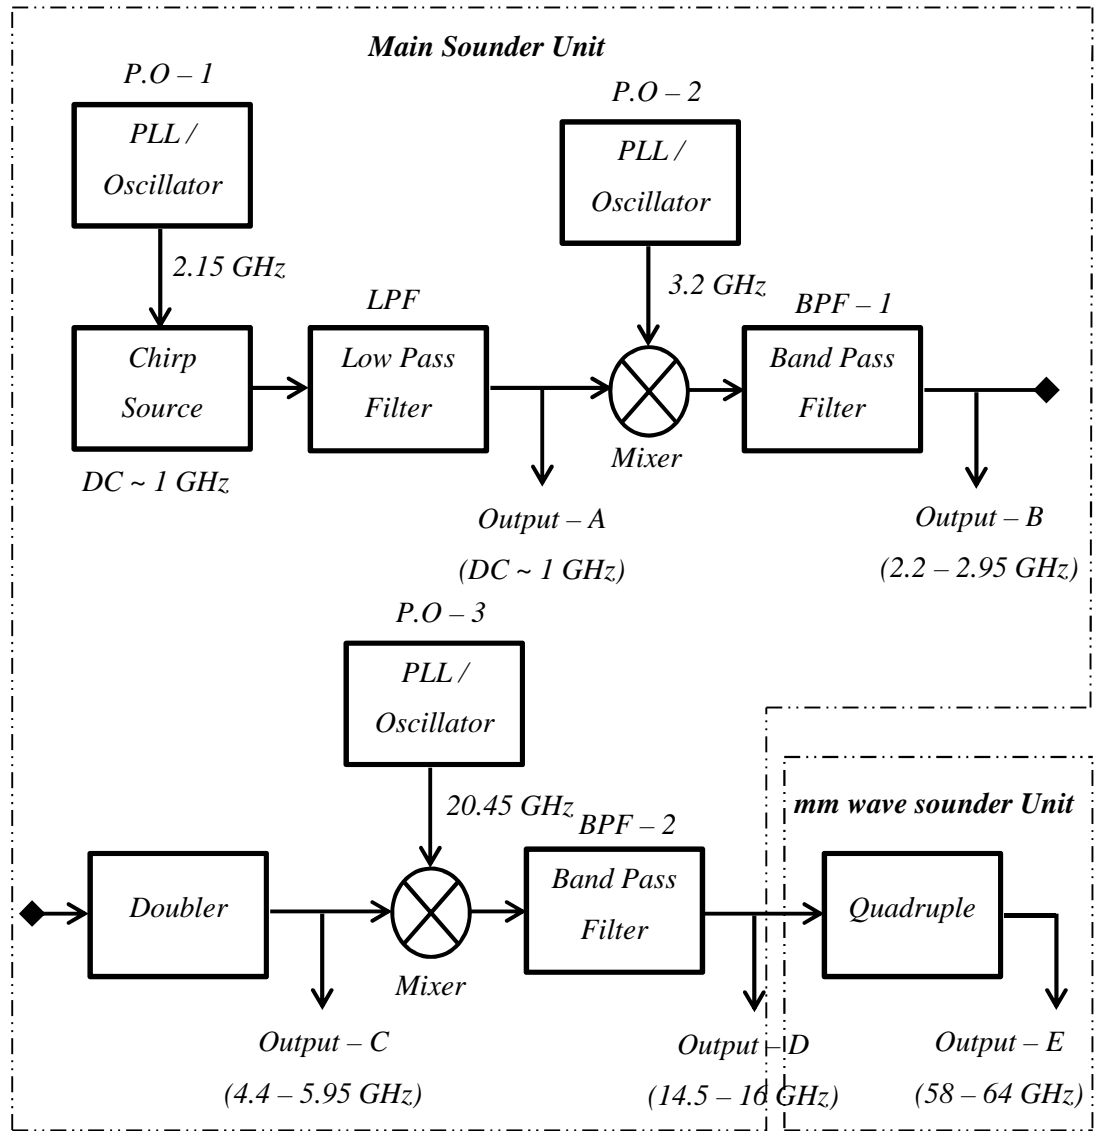 Main Sounder Unit
P.O – 1
PLL /
Oscillator
2.15 GHz
P.O – 2
PLL /
Oscillator
3.2 GHz
Chirp
Source
DC ~ 1 GHz
LPF
Low Pass
Filter
Mixer
BPF – 1
Band Pass
Filter
Output – A
(DC ~ 1 GHz)
Output – B
(2.2 – 2.95 GHz)
P.O – 3
PLL /
Oscillator
20.45 GHz
mm wave sounder Unit
Doubler
Mixer
BPF – 2
Band Pass
Filter
Quadruple
Output – C
(4.4 – 5.95 GHz)
Output – D
(14.5 – 16 GHz)
Output – E
(58 – 64 GHz)